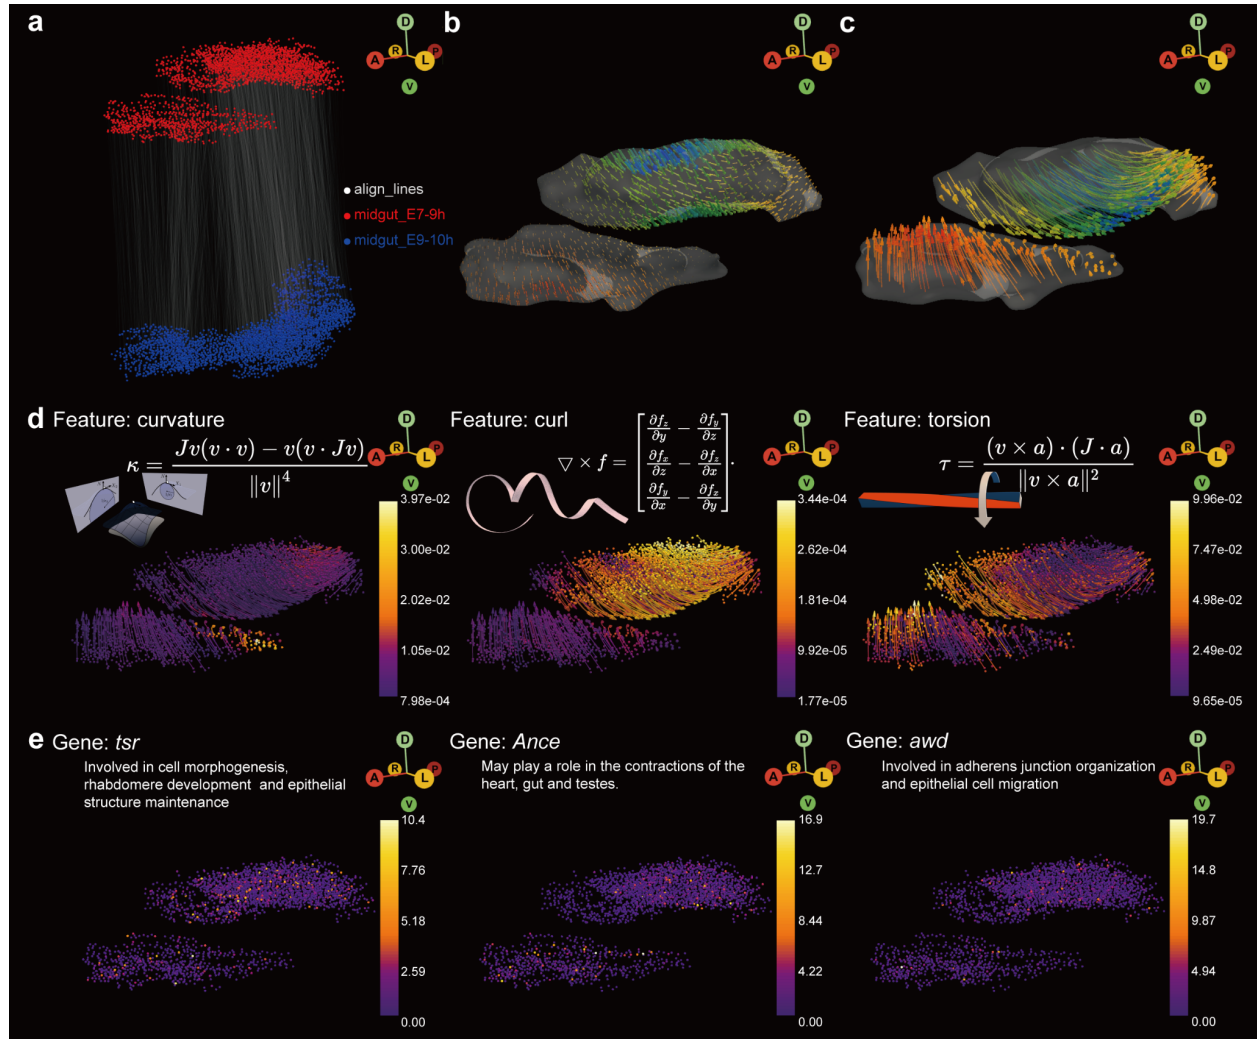 a
D
R
A
L
P
V
align_lines
midgut_E7-9h
midgut_E9-10h
b
D
R
A
L
P
V
c
D
R
A
L
P
V
d Feature: curvature
κ = Jv(v · v) − v(v · Jv) / ‖v‖⁴
D
R
A
L
P
V
3.97e-02
3.00e-02
2.02e-02
1.05e-02
7.98e-04
Feature: curl
▽ × f = [∂f_z/∂y − ∂f_y/∂z
∂f_x/∂z − ∂f_z/∂x
∂f_y/∂x − ∂f_x/∂y].
D
R
A
L
P
V
3.44e-04
2.62e-04
1.81e-04
9.92e-05
1.77e-05
Feature: torsion
τ = (v × a) · (J · a) / ‖v × a‖²
D
R
A
L
P
V
9.96e-02
7.47e-02
4.98e-02
2.49e-02
9.65e-05
e Gene: tsr
Involved in cell morphogenesis,
rhabdomere development and epithelial
structure maintenance
D
R
A
L
P
V
10.4
7.76
5.18
2.59
0.00
Gene: Ance
May play a role in the contractions of the
heart, gut and testes.
D
R
A
L
P
V
16.9
12.7
8.44
4.22
0.00
Gene: awd
Involved in adherens junction organization
and epithelial cell migration
D
R
A
L
P
V
19.7
14.8
9.87
4.94
0.00